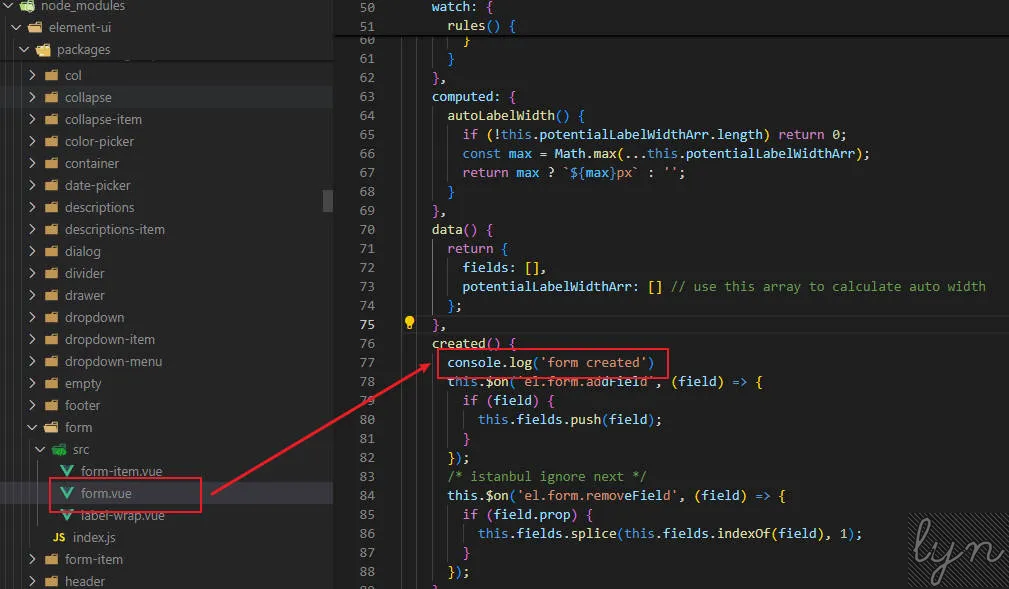 node_modules
element-ui
packages
col
collapse
collapse-item
color-picker
container
date-picker
descriptions
descriptions-item
dialog
divider
drawer
dropdown
dropdown-item
dropdown-menu
empty
footer
form
src
form-item.vue
form.vue
label-wrap.vue
JS index.js
form-item
header
50 watch: {
51 rules() {
60 }
61 }
62 },
63 computed: {
64 autoLabelWidth() {
65 if (!this.potentialLabelWidthArr.length) return 0;
66 const max = Math.max(...this.potentialLabelWidthArr);
67 return max ? `${max}px` : '';
68 }
69 },
70 data() {
71 return {
72 fields: [],
73 potentialLabelWidthArr: [] // use this array to calculate auto width
74 };
75 },
76 created() {
77 console.log('form created')
78 this.$on('el.form.addField', (field) => {
79 if (field) {
80 this.fields.push(field);
81 }
82 });
83 /* istanbul ignore next */
84 this.$on('el.form.removeField', (field) => {
85 if (field.prop) {
86 this.fields.splice(this.fields.indexOf(field), 1);
87 }
88 });
89 }
lyn